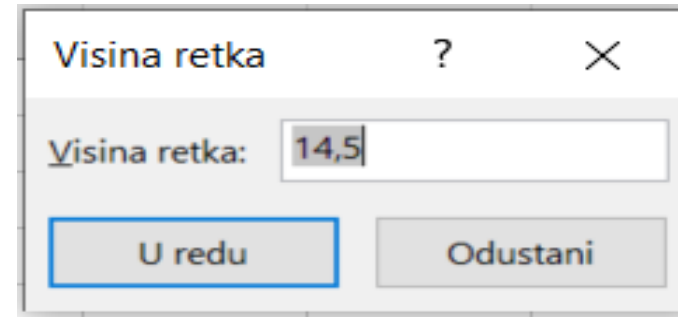 Visina retka ?
Visina retka: 14,5
U redu Odustani